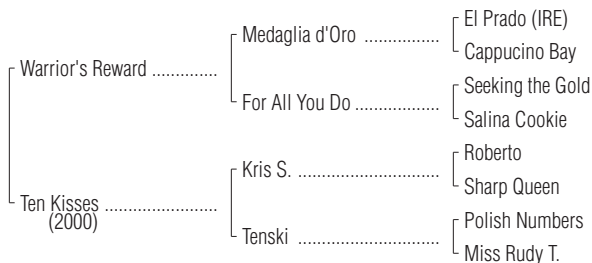 El Prado (IRE)
Medaglia d'Oro ................
Cappucino Bay
Warrior's Reward .............
Seeking the Gold
For All You Do ..................
Salina Cookie
Roberto
Kris S. ..............................
Sharp Queen
Ten Kisses ......................
(2000)
Polish Numbers
Tenski ..............................
Miss Rudy T.